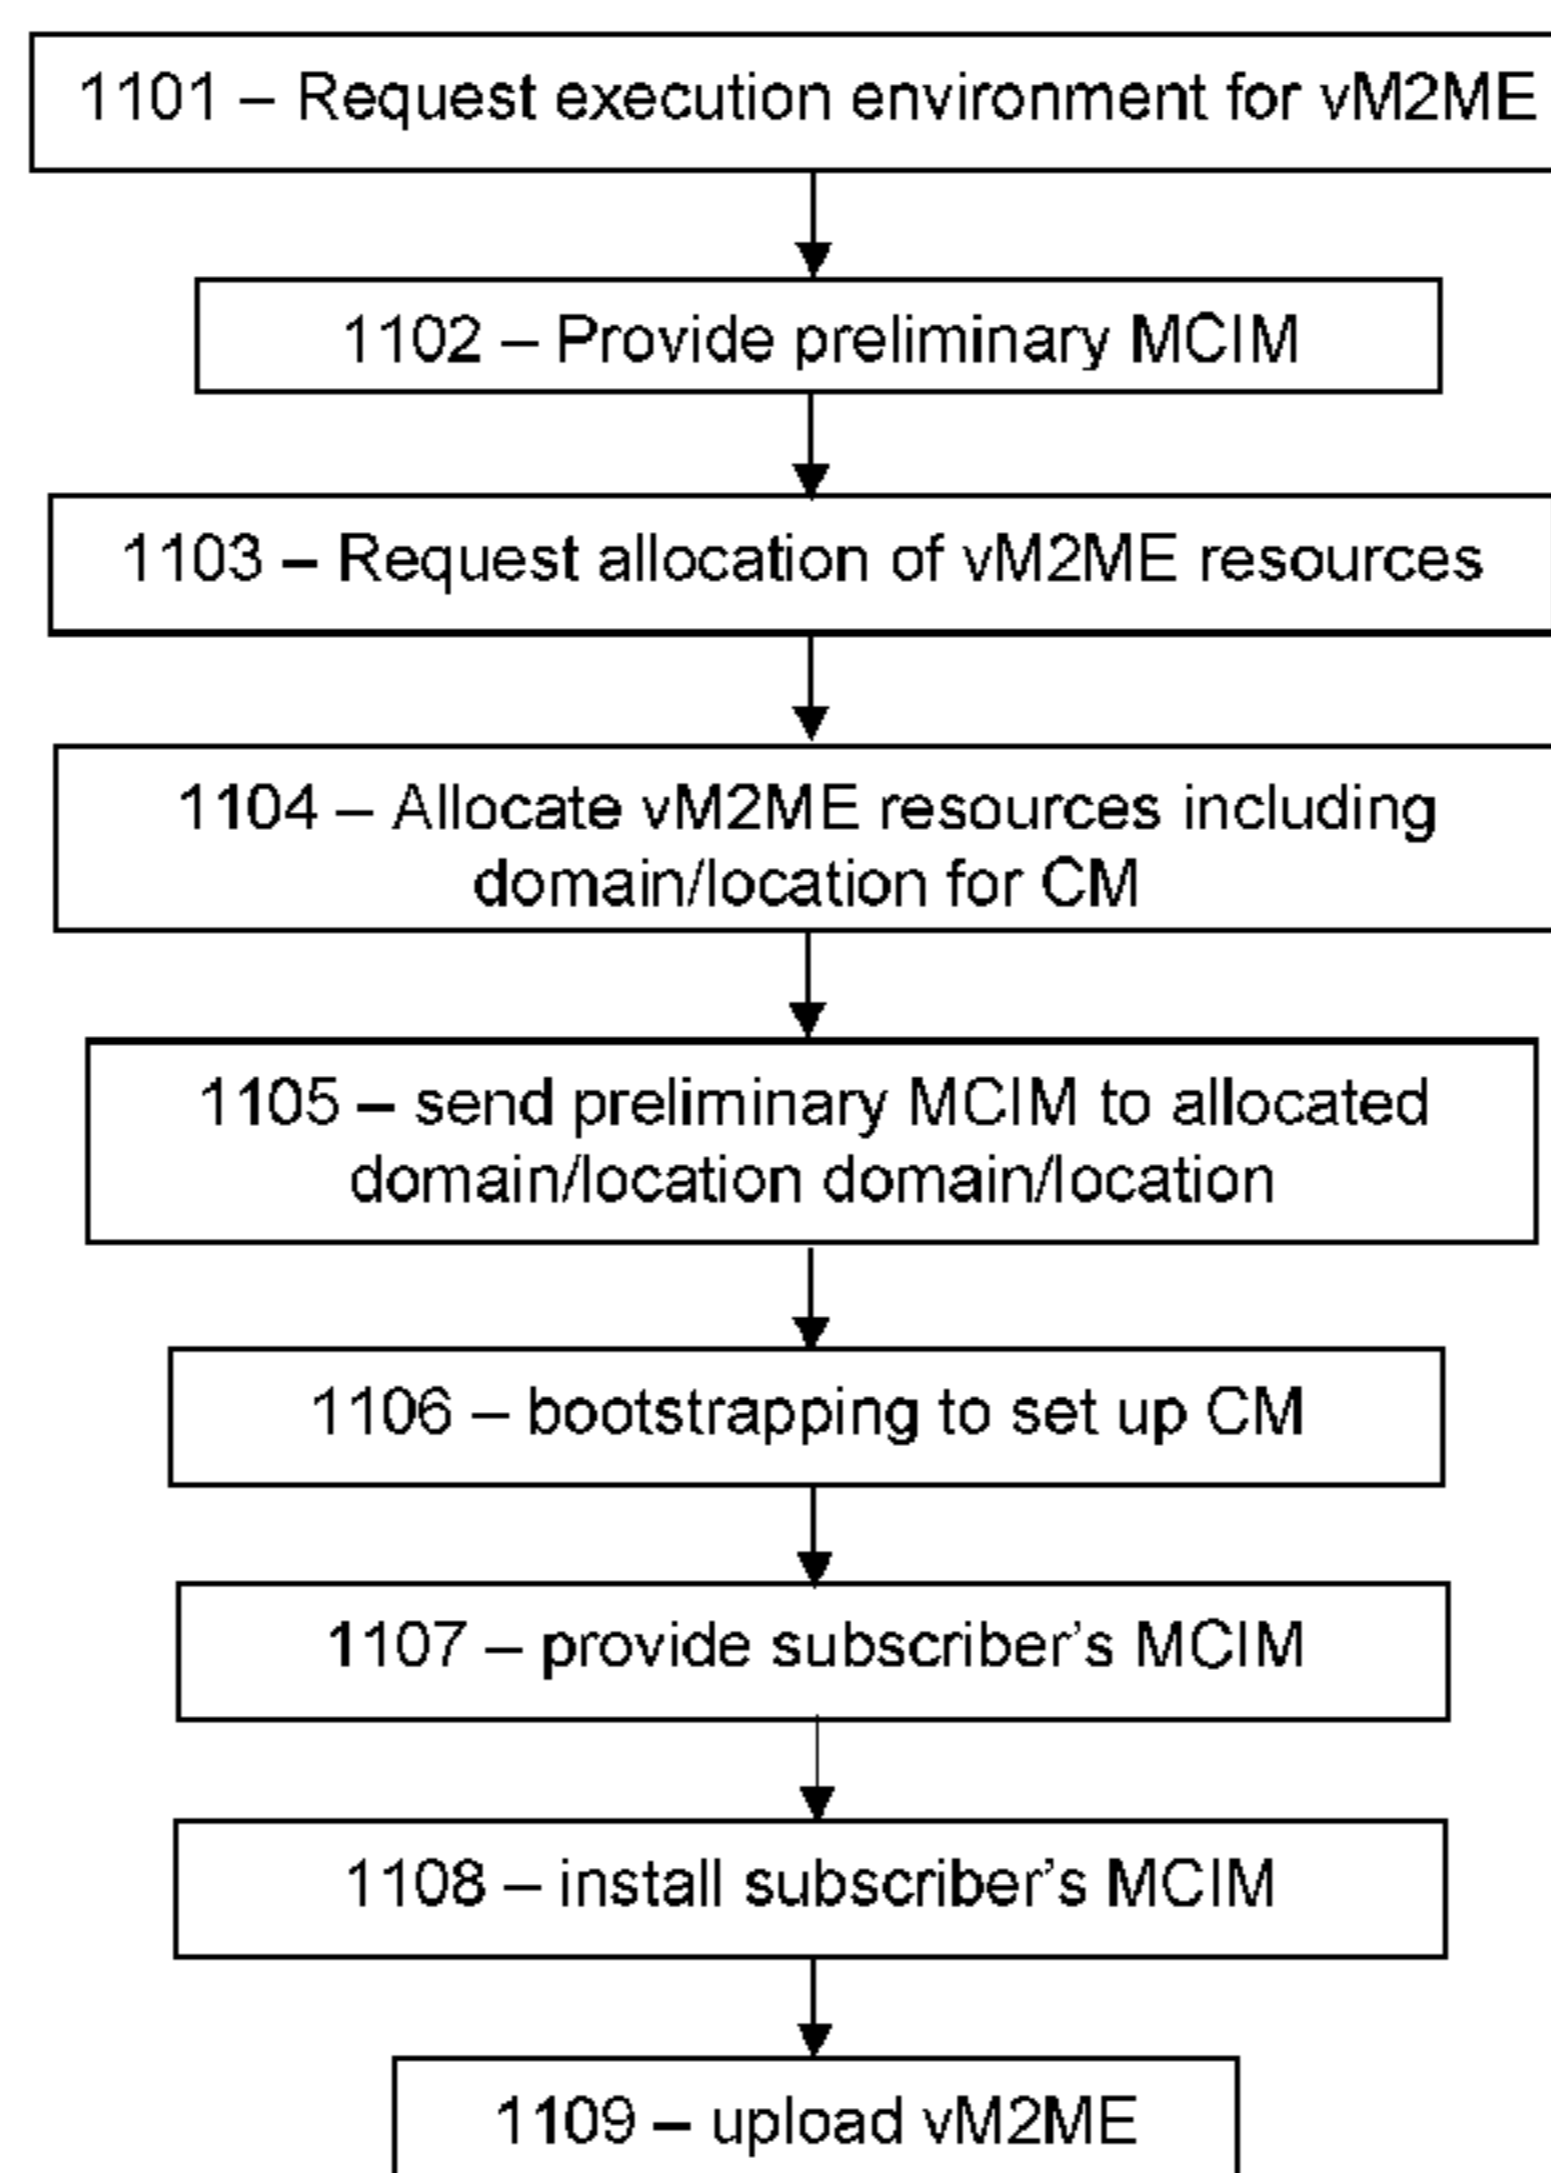 1101 – Request execution environment for vM2ME
1102 – Provide preliminary MCIM
1103 – Request allocation of vM2ME resources
1104 – Allocate vM2ME resources including
domain/location for CM
1105 – send preliminary MCIM to allocated
domain/location domain/location
1106 – bootstrapping to set up CM
1107 – provide subscriber's MCIM
1108 – install subscriber's MCIM
1109 – upload vM2ME